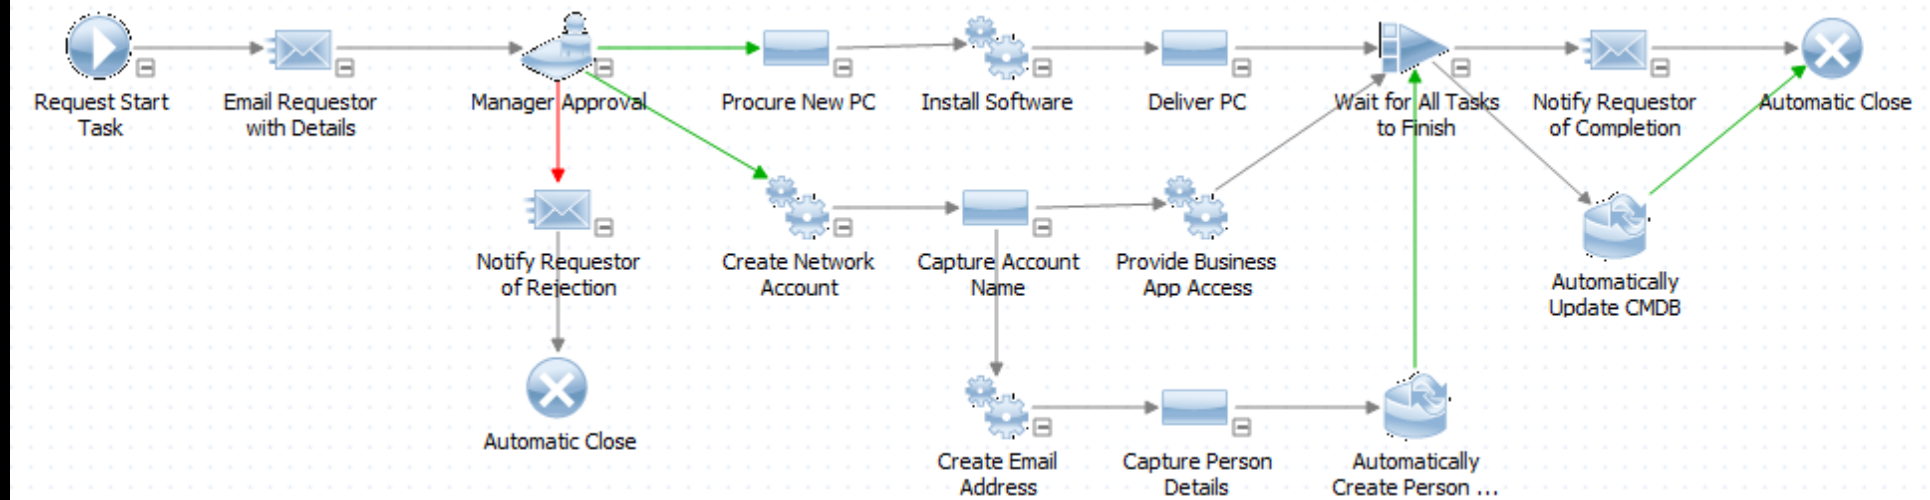 Request Start
Task
Email Requestor
with Details
Manager Approval
Procure New PC
Install Software
Deliver PC
Wait for All Tasks
to Finish
Notify Requestor
of Completion
Automatic Close
Notify Requestor
of Rejection
Create Network
Account
Capture Account
Name
Provide Business
App Access
Automatically
Update CMDB
Automatic Close
Create Email
Address
Capture Person
Details
Automatically
Create Person ...